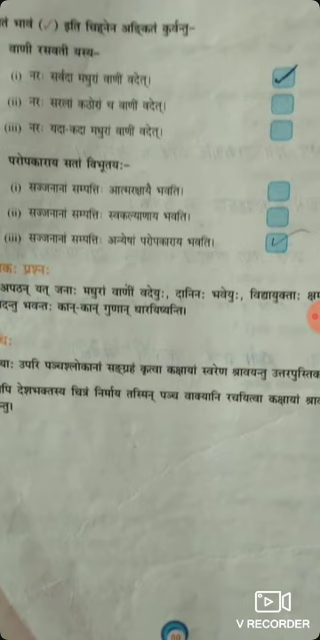 भावं (✓) इति चिह्नेन अङ्कितं कुर्वन्तु-
वाणी रसवती यस्य-
(i) नरः सर्वदा मधुरां वाणीं वदेत्। ✓
(ii) नरः सरलां कठोरां च वाणीं वदेत्।
(iii) नरः यदा-कदा मधुरां वाणीं वदेत्।
परोपकाराय सतां विभूतयः-
(i) सज्जनानां सम्पत्तिः आत्मरक्षायै भवति।
(ii) सज्जनानां सम्पत्तिः स्वकल्याणाय भवति।
(iii) सज्जनानां सम्पत्तिः अन्येषां परोपकाराय भवति। ✓
कः प्रश्नः
अपठन् यत् जनाः मधुरां वाणीं वदेयुः, दानिनः भवेयुः, विद्यायुक्ताः
भवन्तः कान्-कान् गुणान् धारयिष्यन्ति।
उपरि पञ्चश्लोकानां सङ्ग्रहं कृत्वा कक्षायां स्वरेण श्रावयन्तु
देशभक्तस्य चित्रं निर्माय तस्मिन् पञ्च वाक्यानि रचयित्वा कक्षायां
V RECORDER